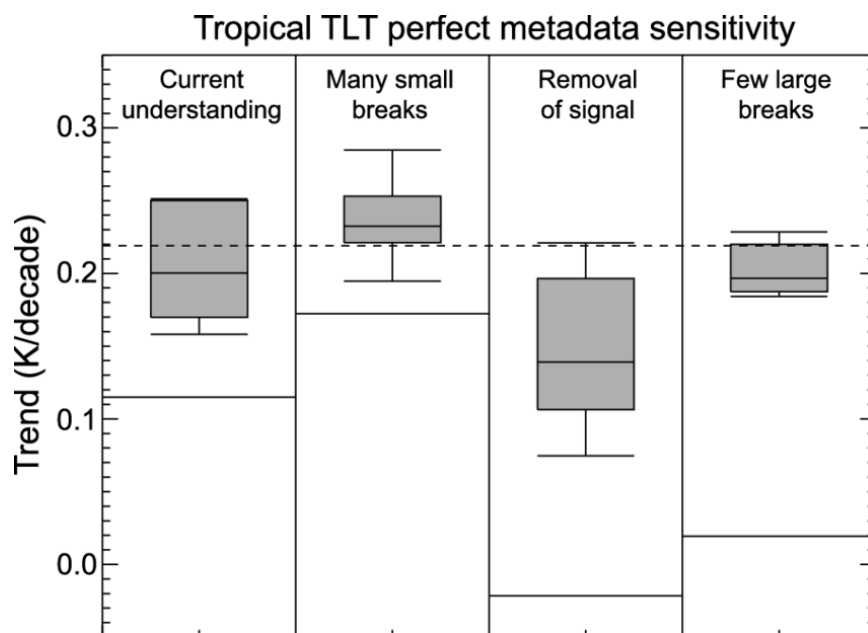 Tropical TLT perfect metadata sensitivity
Current
understanding
Many small
breaks
Removal
of signal
Few large
breaks
Trend (K/decade)
0.3
0.2
0.1
0.0